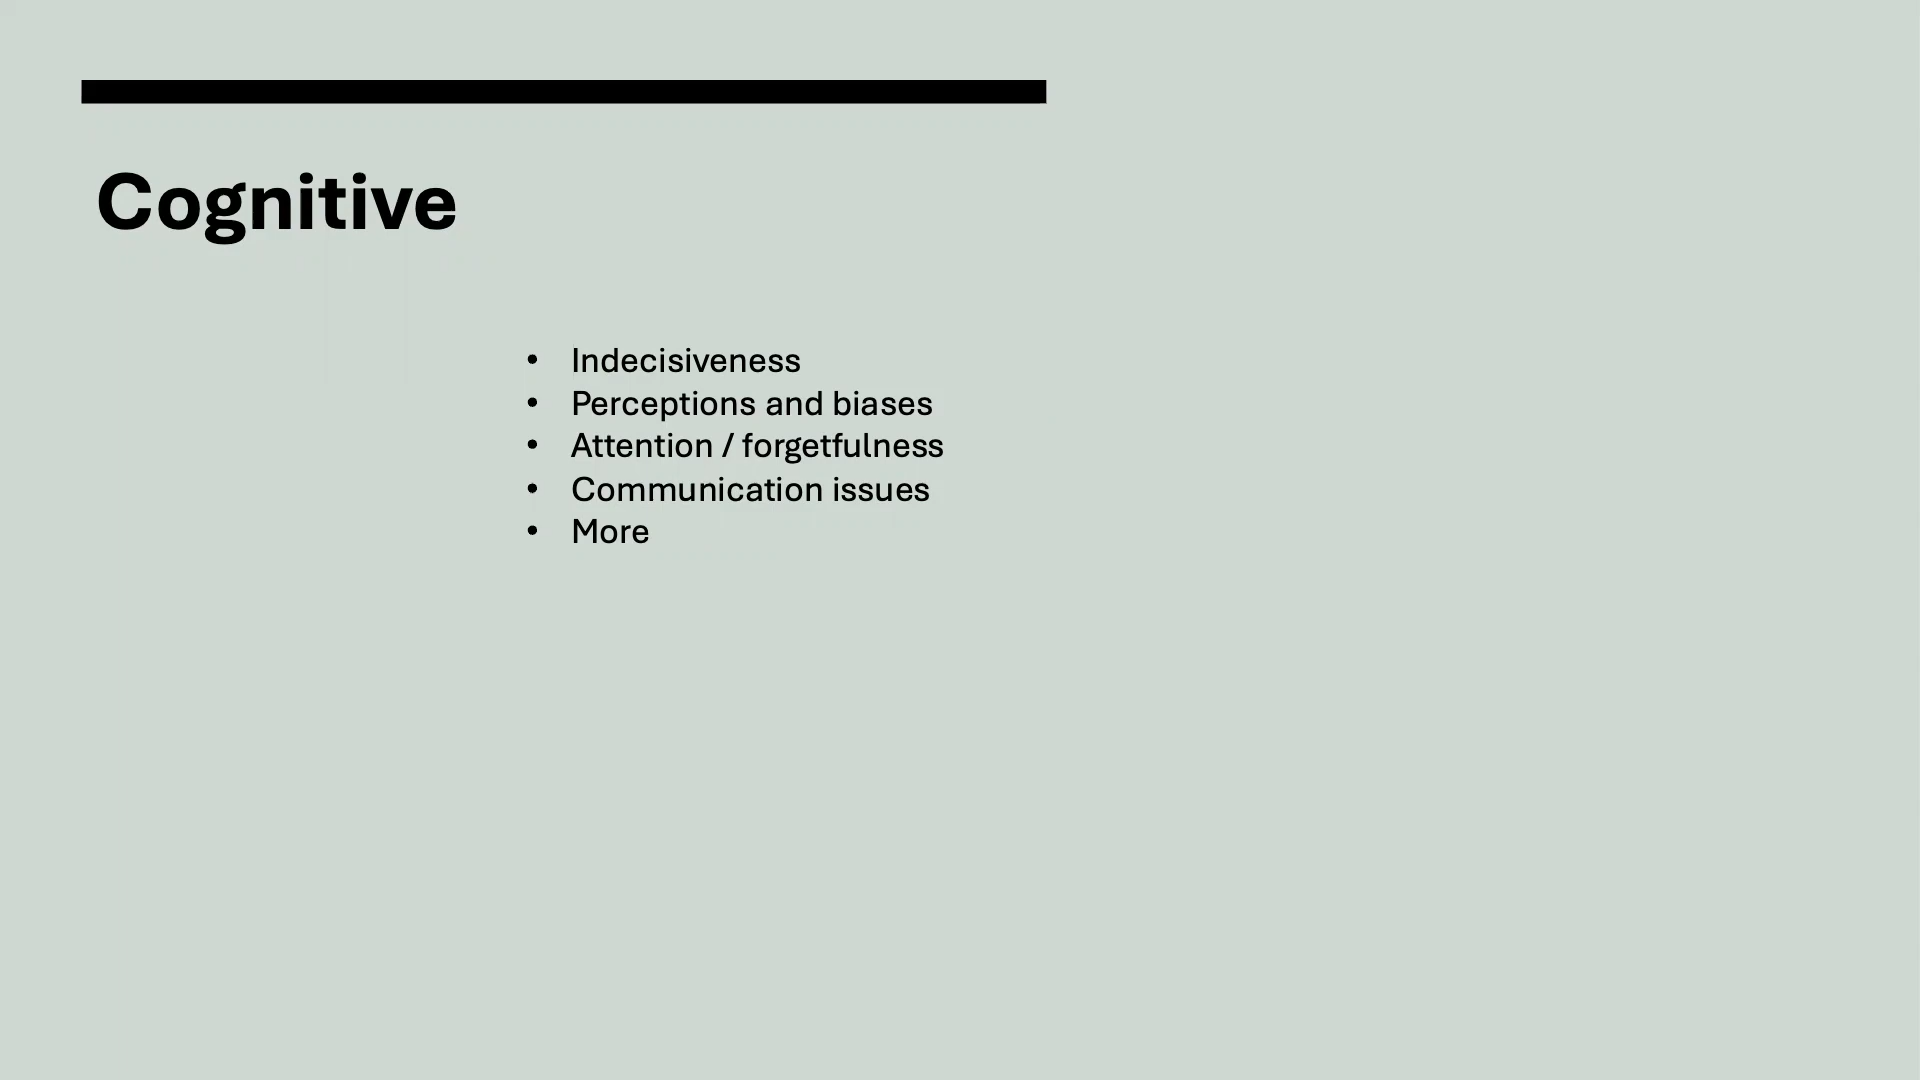 Cognitive
• Indecisiveness
• Perceptions and biases
• Attention / forgetfulness
• Communication issues
• More